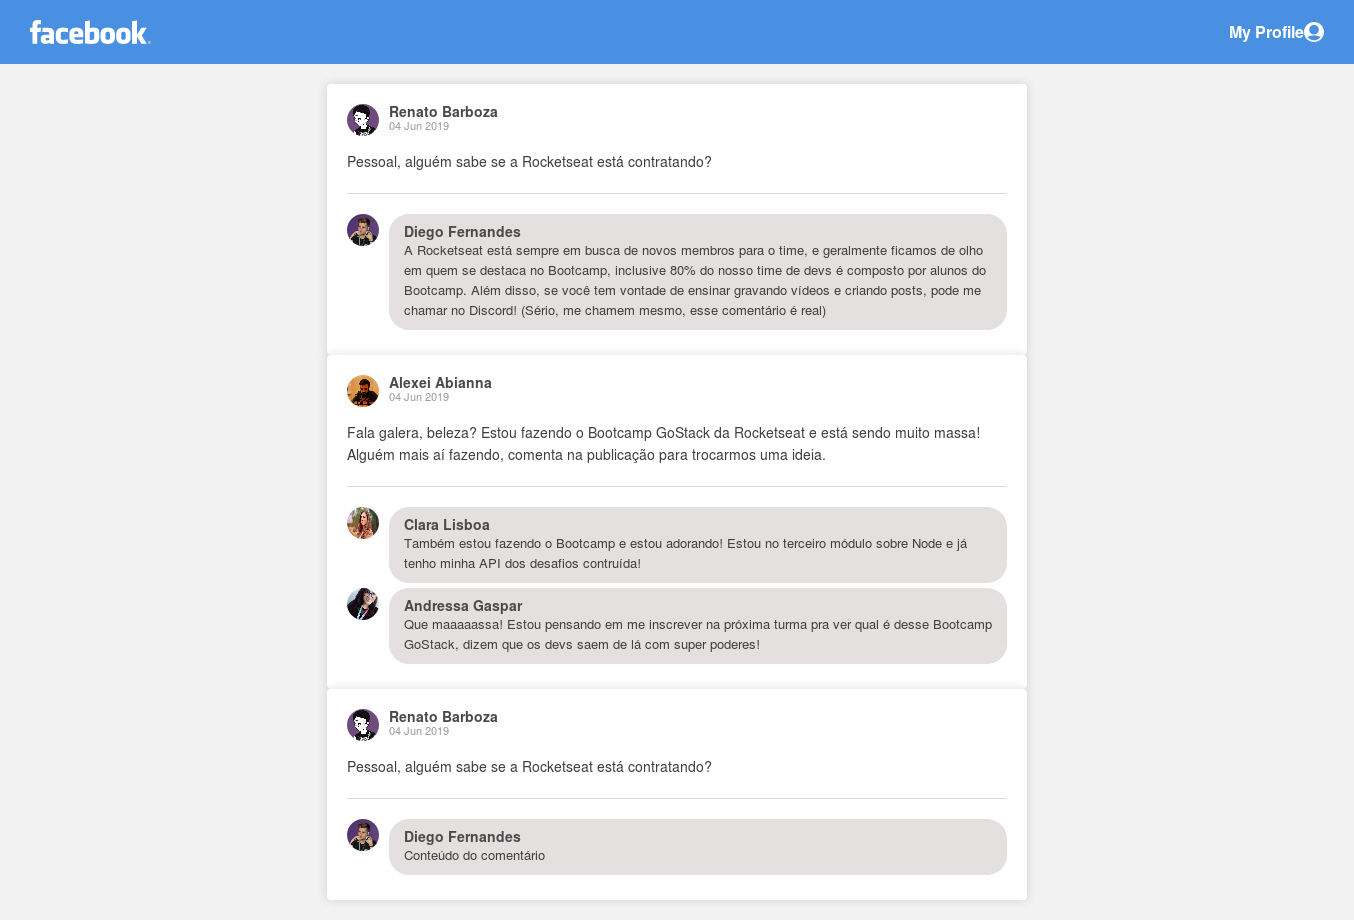 facebook.
My Profile
Renato Barboza
04 Jun 2019
Pessoal, alguém sabe se a Rocketseat está contratando?
Diego Fernandes
A Rocketseat está sempre em busca de novos membros para o time, e geralmente ficamos de olho
em quem se destaca no Bootcamp, inclusive 80% do nosso time de devs é composto por alunos do
Bootcamp. Além disso, se você tem vontade de ensinar gravando vídeos e criando posts, pode me
chamar no Discord! (Sério, me chamem mesmo, esse comentário é real)
Alexei Abianna
04 Jun 2019
Fala galera, beleza? Estou fazendo o Bootcamp GoStack da Rocketseat e está sendo muito massa!
Alguém mais aí fazendo, comenta na publicação para trocarmos uma ideia.
Clara Lisboa
Também estou fazendo o Bootcamp e estou adorando! Estou no terceiro módulo sobre Node e já
tenho minha API dos desafios contruída!
Andressa Gaspar
Que maaaaassa! Estou pensando em me inscrever na próxima turma pra ver qual é desse Bootcamp
GoStack, dizem que os devs saem de lá com super poderes!
Renato Barboza
04 Jun 2019
Pessoal, alguém sabe se a Rocketseat está contratando?
Diego Fernandes
Conteúdo do comentário